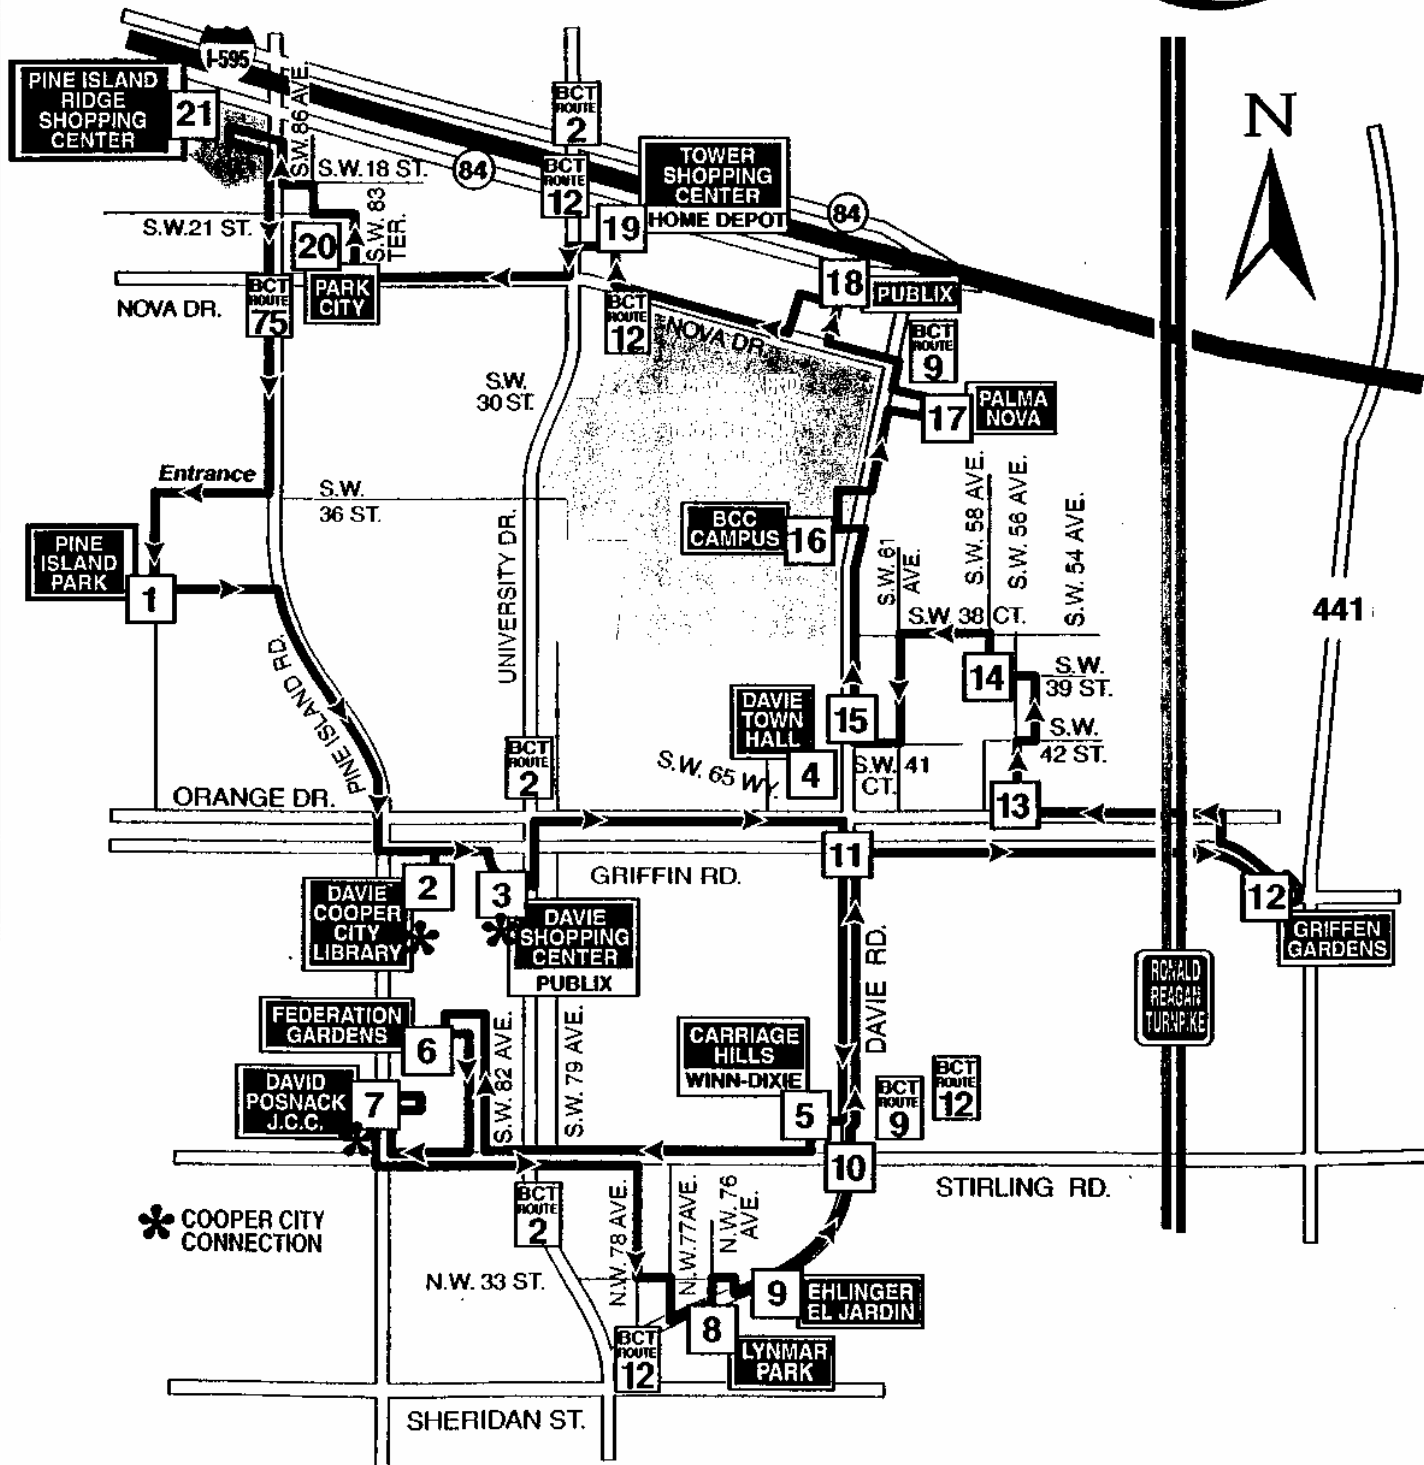 I-595
PINE ISLAND
RIDGE
SHOPPING
CENTER
21
S.W. 86 AVE.
BCT
ROUTE
2
BCT
ROUTE
12
84
TOWER
SHOPPING
CENTER
HOME DEPOT
19
84
N
S.W. 18 ST.
S.W. 21 ST.
S.W. 83
TER.
20
PARK
CITY
NOVA DR.
BCT
ROUTE
75
BCT
ROUTE
12
NOVA DR.
18
PUBLIX
BCT
ROUTE
9
S.W.
30 ST.
17
PALMA
NOVA
Entrance
S.W.
36 ST.
PINE
ISLAND
PARK
1
UNIVERSITY DR.
BCC
CAMPUS
16
S.W. 61
AVE.
S.W. 58 AVE.
S.W. 56 AVE.
S.W. 54 AVE.
S.W. 38 CT.
441
14
S.W.
39 ST.
PINE ISLAND RD.
DAVIE
TOWN
HALL
15
4
S.W.
42 ST.
S.W. 65 WY.
S.W. 41
CT.
BCT
ROUTE
2
ORANGE DR.
13
11
GRIFFIN RD.
2
DAVIE
COOPER
CITY
LIBRARY
3
DAVIE
SHOPPING
CENTER
PUBLIX
12
GRIFFEN
GARDENS
DAVIE RD.
RONALD
REAGAN
TURNPIKE
FEDERATION
GARDENS
6
S.W. 82 AVE.
S.W. 79 AVE.
CARRIAGE
HILLS
WINN-DIXIE
5
DAVID
POSNACK
J.C.C.
7
BCT
ROUTE
9
BCT
ROUTE
12
10
STIRLING RD.
COOPER CITY
CONNECTION
BCT
ROUTE
2
N.W. 78 AVE.
N.W. 77 AVE.
N.W. 76
AVE.
N.W. 33 ST.
9
EHLINGER
EL JARDIN
8
LYNMAR
PARK
BCT
ROUTE
12
SHERIDAN ST.